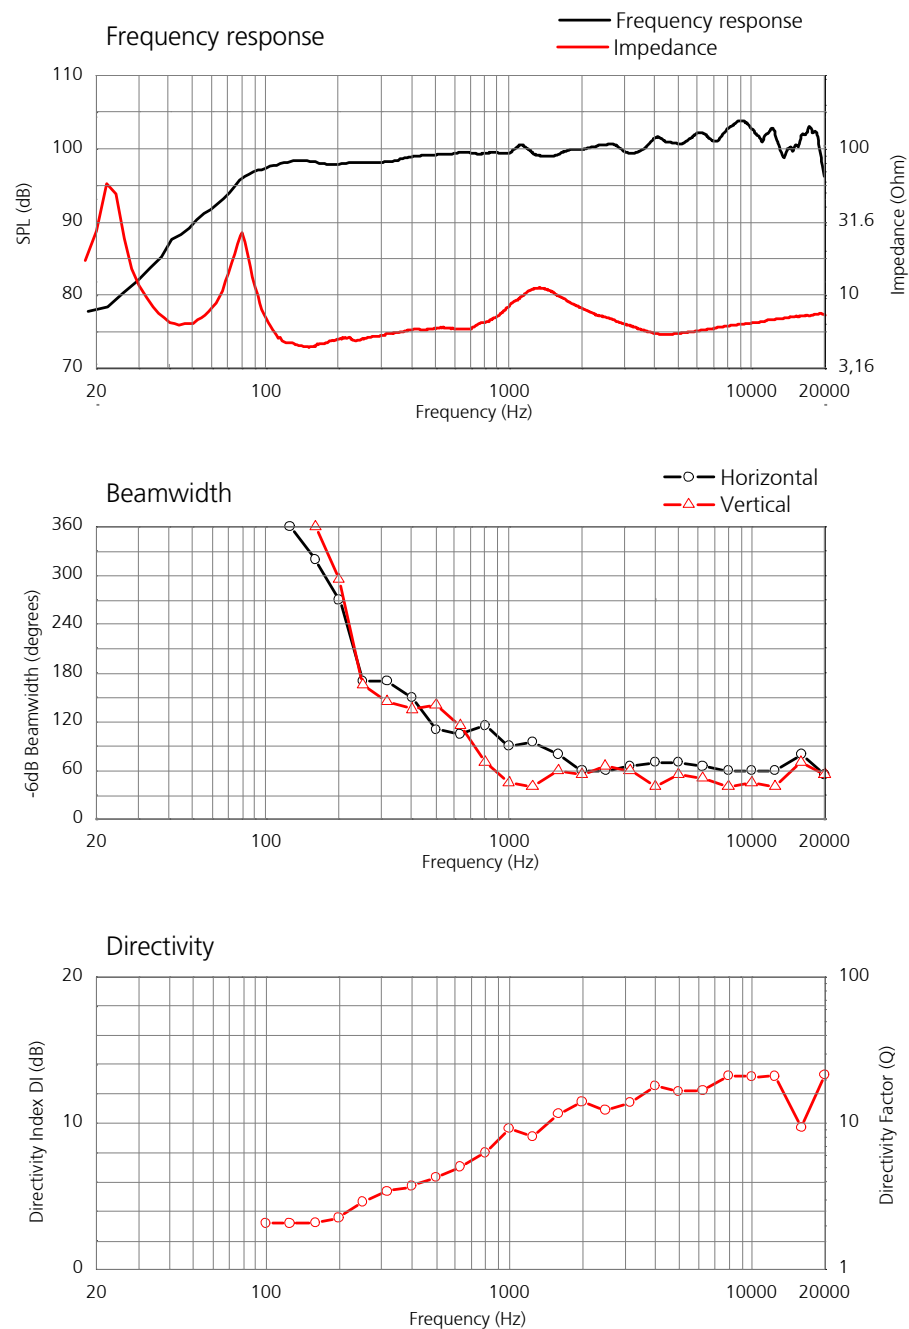 Frequency response
Frequency response
Impedance
110
100
90
80
70
SPL (dB)
100
31.6
10
3,16
Impedance (Ohm)
20
100
1000
10000
20000
-
-
Frequency (Hz)
Beamwidth
Horizontal
Vertical
360
300
240
180
120
60
0
-6dB Beamwidth (degrees)
20
100
1000
10000
20000
Frequency (Hz)
Directivity
20
10
0
Directivity Index DI (dB)
100
10
1
Directivity Factor (Q)
20
100
1000
10000
20000
Frequency (Hz)